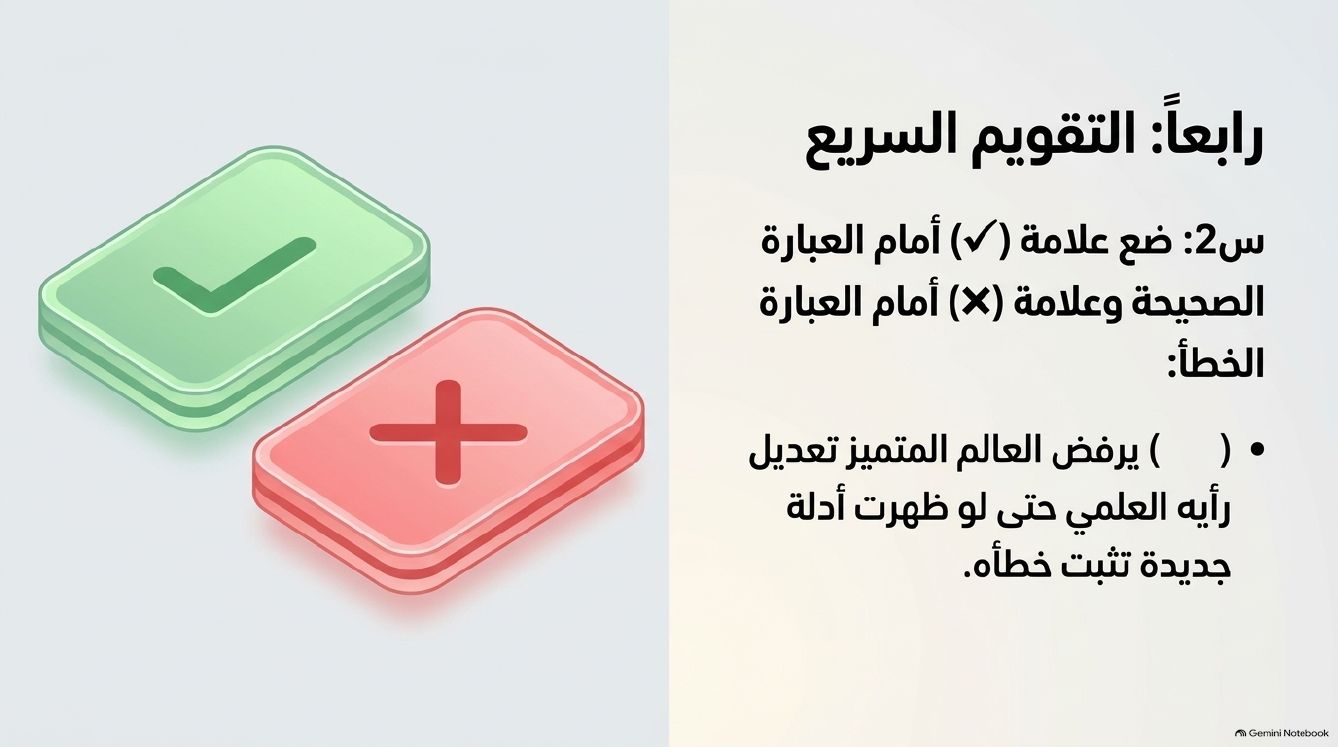 رابعاً: التقويم السريع
س2: ضع علامة (✓) أمام العبارة
الصحيحة وعلامة (✗) أمام العبارة
الخطأ:
• (     ) يرفض العالم المتميز تعديل
رأيه العلمي حتى لو ظهرت أدلة
جديدة تثبت خطأه.
Gemini Notebook